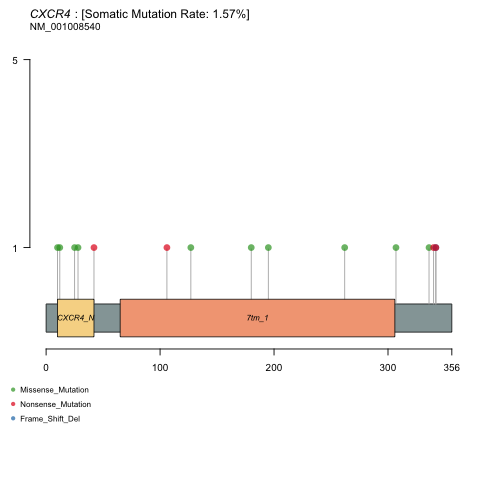 CXCR4 : [Somatic Mutation Rate: 1.57%]
NM_001008540
5
1
CXCR4_N
7tm_1
0 100 200 300 356
Missense_Mutation
Nonsense_Mutation
Frame_Shift_Del